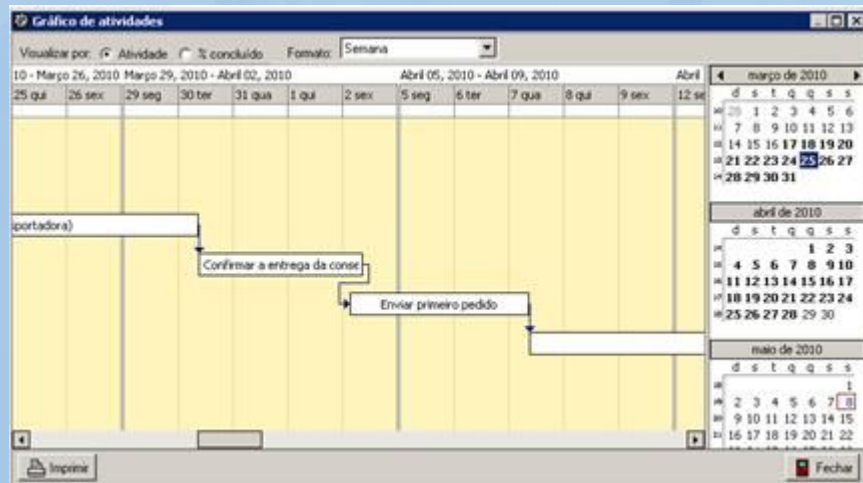 Gráfico de atividades
Visualizar por: Atividade % concluído Formato: Semana
10 - Março 26, 2010 Março 29, 2010 - Abril 02, 2010 Abril 05, 2010 - Abril 09, 2010 Abril
25 qui 26 sex 29 seg 30 ter 31 qua 1 qui 2 sex 5 seg 6 ter 7 qua 8 qui 9 sex 12 se
portadora)
Confirmar a entrega da conse
Enviar primeiro pedido
março de 2010
d s t q q s s
28 1 2 3 4 5 6
7 8 9 10 11 12 13
14 15 16 17 18 19 20
21 22 23 24 25 26 27
28 29 30 31
abril de 2010
d s t q q s s
1 2 3
4 5 6 7 8 9 10
11 12 13 14 15 16 17
18 19 20 21 22 23 24
25 26 27 28 29 30
maio de 2010
d s t q q s s
1
2 3 4 5 6 7 8
9 10 11 12 13 14 15
16 17 18 19 20 21 22
Imprimir
Fechar